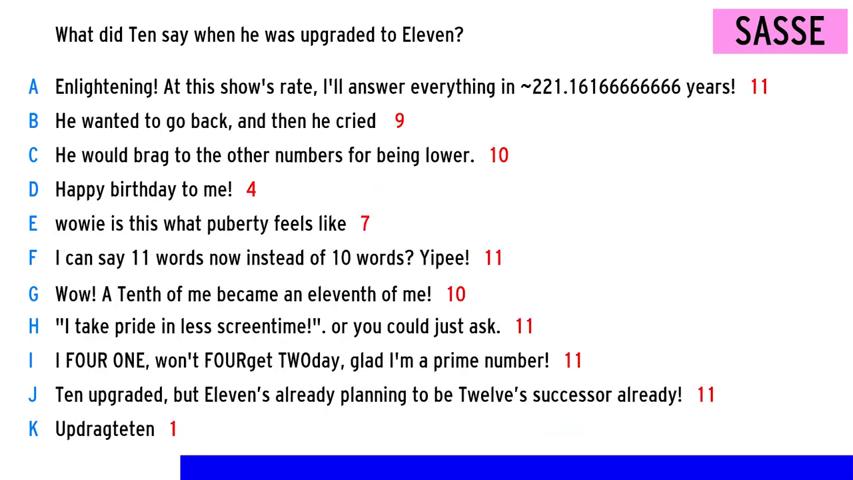 What did Ten say when he was upgraded to Eleven?
SASSE
A Enlightening! At this show's rate, I'll answer everything in ~221.16166666666 years! 11
B He wanted to go back, and then he cried 9
C He would brag to the other numbers for being lower. 10
D Happy birthday to me! 4
E wowie is this what puberty feels like 7
F I can say 11 words now instead of 10 words? Yipee! 11
G Wow! A Tenth of me became an eleventh of me! 10
H "I take pride in less screentime!". or you could just ask. 11
I I FOUR ONE, won't FOURget TWOday, glad I'm a prime number! 11
J Ten upgraded, but Eleven’s already planning to be Twelve’s successor already! 11
K Updragteten 1